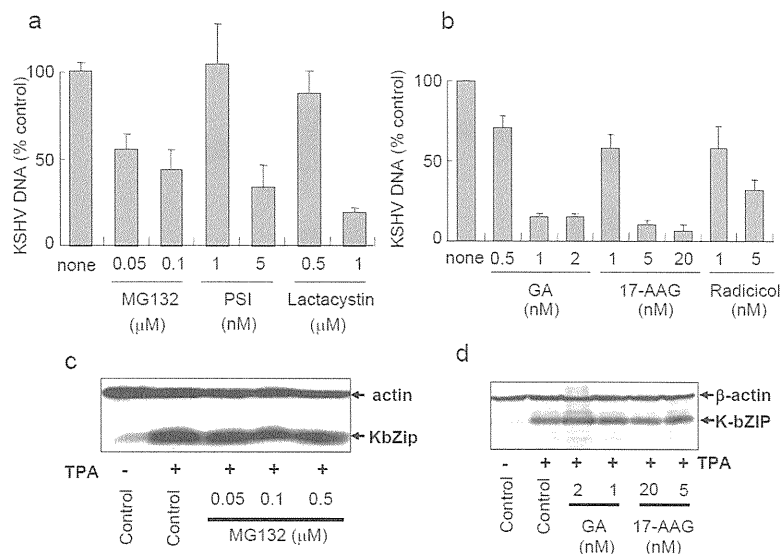 a
KSHV DNA (% control)
100
50
0
none 0.05 0.1 1 5 0.5 1
MG132 PSI Lactacystin
(μM) (nM) (μM)
b
KSHV DNA (% control)
100
50
0
none 0.5 1 2 1 5 20 1 5
GA 17-AAG Radicicol
(nM) (nM) (nM)
c
actin
KbZip
TPA - + + + +
Control Control 0.05 0.1 0.5
MG132 (μM)
d
β-actin
K-bZIP
- + + + + + TPA
Control Control 2 1 20 5
GA 17-AAG
(nM) (nM)